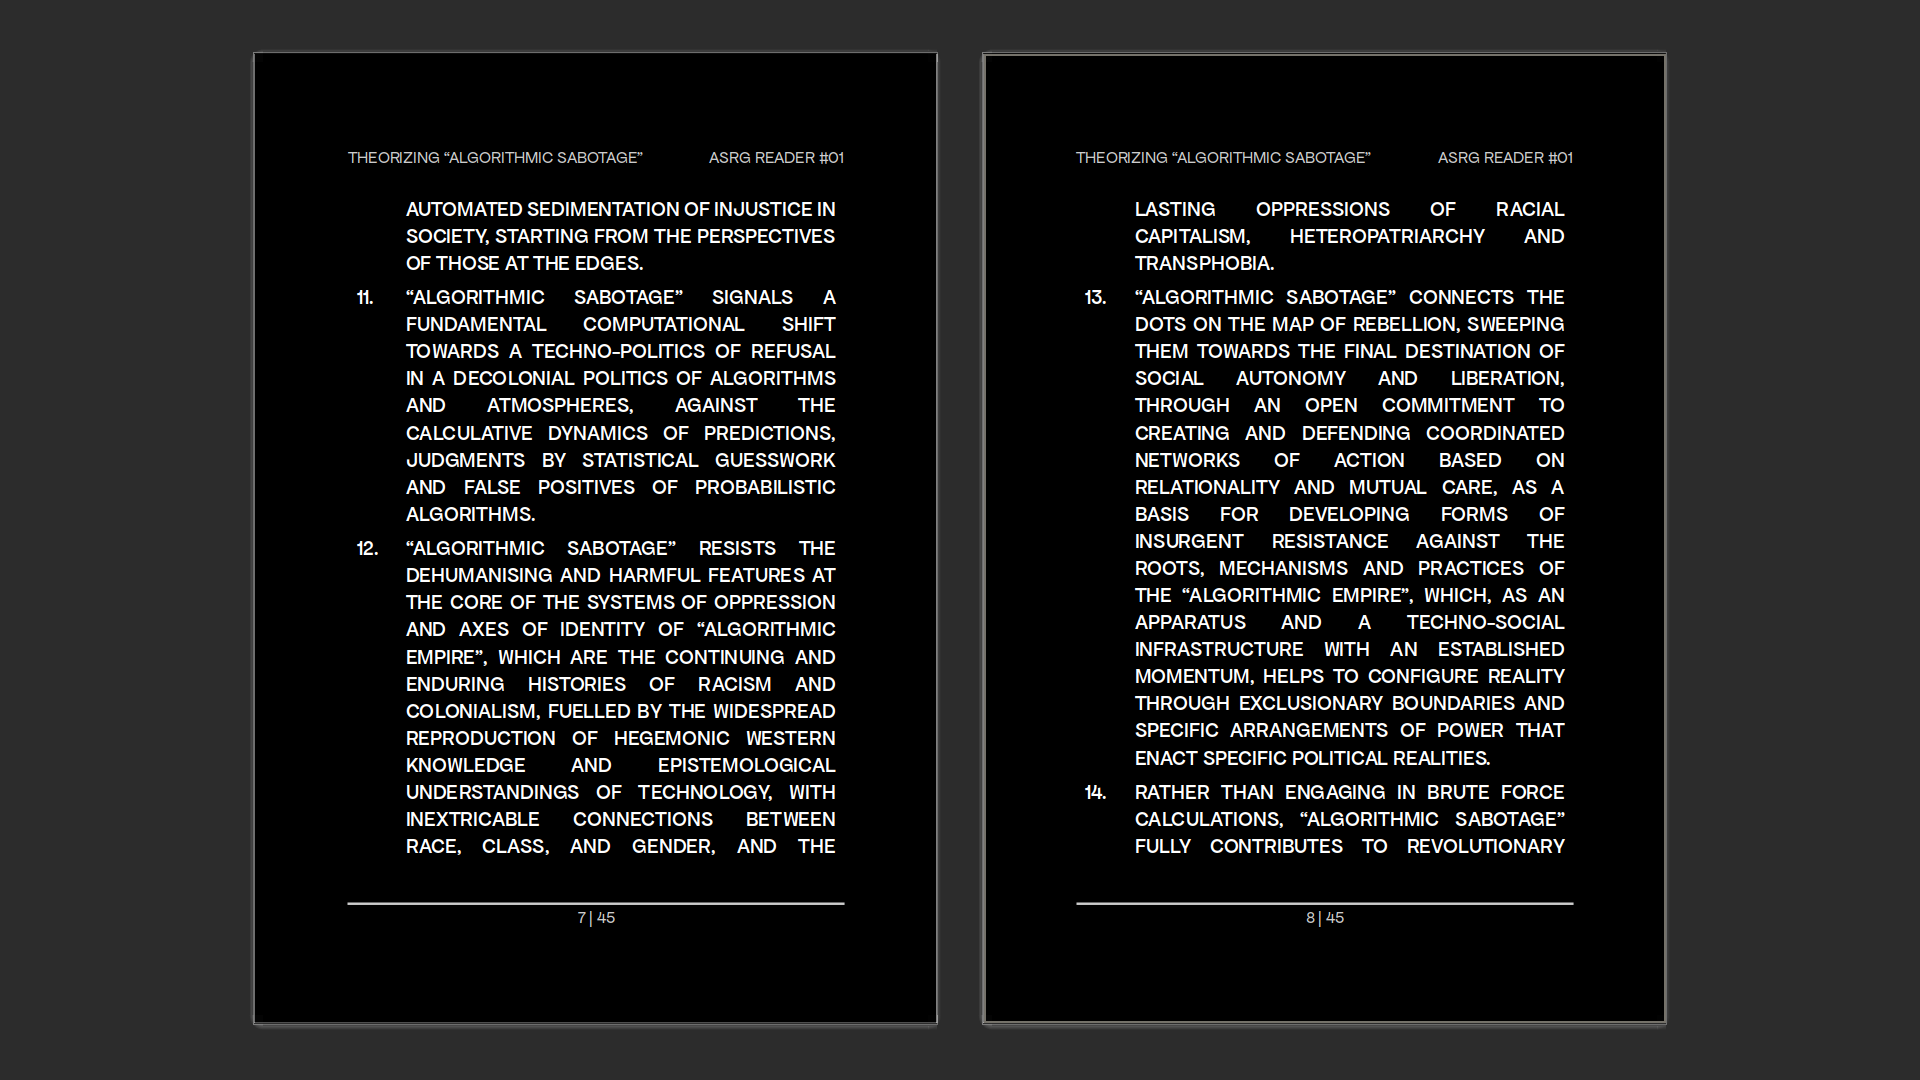 THEORIZING “ALGORITHMIC SABOTAGE” ASRG READER #01
AUTOMATED SEDIMENTATION OF INJUSTICE IN
SOCIETY, STARTING FROM THE PERSPECTIVES
OF THOSE AT THE EDGES.
11. “ALGORITHMIC SABOTAGE” SIGNALS A
FUNDAMENTAL COMPUTATIONAL SHIFT
TOWARDS A TECHNO-POLITICS OF REFUSAL
IN A DECOLONIAL POLITICS OF ALGORITHMS
AND ATMOSPHERES, AGAINST THE
CALCULATIVE DYNAMICS OF PREDICTIONS,
JUDGMENTS BY STATISTICAL GUESSWORK
AND FALSE POSITIVES OF PROBABILISTIC
ALGORITHMS.
12. “ALGORITHMIC SABOTAGE” RESISTS THE
DEHUMANISING AND HARMFUL FEATURES AT
THE CORE OF THE SYSTEMS OF OPPRESSION
AND AXES OF IDENTITY OF “ALGORITHMIC
EMPIRE”, WHICH ARE THE CONTINUING AND
ENDURING HISTORIES OF RACISM AND
COLONIALISM, FUELLED BY THE WIDESPREAD
REPRODUCTION OF HEGEMONIC WESTERN
KNOWLEDGE AND EPISTEMOLOGICAL
UNDERSTANDINGS OF TECHNOLOGY, WITH
INEXTRICABLE CONNECTIONS BETWEEN
RACE, CLASS, AND GENDER, AND THE
7 | 45
THEORIZING “ALGORITHMIC SABOTAGE” ASRG READER #01
LASTING OPPRESSIONS OF RACIAL
CAPITALISM, HETEROPATRIARCHY AND
TRANSPHOBIA.
13. “ALGORITHMIC SABOTAGE” CONNECTS THE
DOTS ON THE MAP OF REBELLION, SWEEPING
THEM TOWARDS THE FINAL DESTINATION OF
SOCIAL AUTONOMY AND LIBERATION,
THROUGH AN OPEN COMMITMENT TO
CREATING AND DEFENDING COORDINATED
NETWORKS OF ACTION BASED ON
RELATIONALITY AND MUTUAL CARE, AS A
BASIS FOR DEVELOPING FORMS OF
INSURGENT RESISTANCE AGAINST THE
ROOTS, MECHANISMS AND PRACTICES OF
THE “ALGORITHMIC EMPIRE”, WHICH, AS AN
APPARATUS AND A TECHNO-SOCIAL
INFRASTRUCTURE WITH AN ESTABLISHED
MOMENTUM, HELPS TO CONFIGURE REALITY
THROUGH EXCLUSIONARY BOUNDARIES AND
SPECIFIC ARRANGEMENTS OF POWER THAT
ENACT SPECIFIC POLITICAL REALITIES.
14. RATHER THAN ENGAGING IN BRUTE FORCE
CALCULATIONS, “ALGORITHMIC SABOTAGE”
FULLY CONTRIBUTES TO REVOLUTIONARY
8 | 45